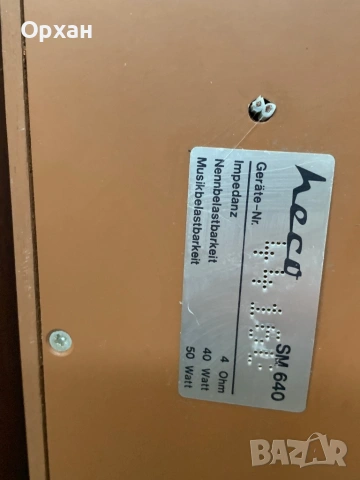 Орхан
heco
SM 640
Geräte-Nr.
Impedanz 4 Ohm
Nennbelastbarkeit 40 Watt
Musikbelastbarkeit 50 Watt
BAZAR